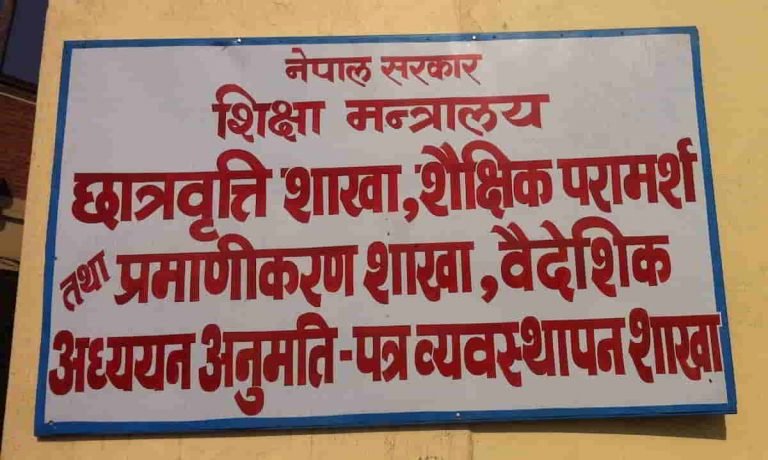 नेपाल सरकार
शिक्षा मन्त्रालय
छात्रवृत्ति शाखा,शैक्षिक परामर्श
तथा प्रमाणीकरण शाखा,वैदेशिक
अध्ययन अनुमति-पत्र व्यवस्थापन शाखा